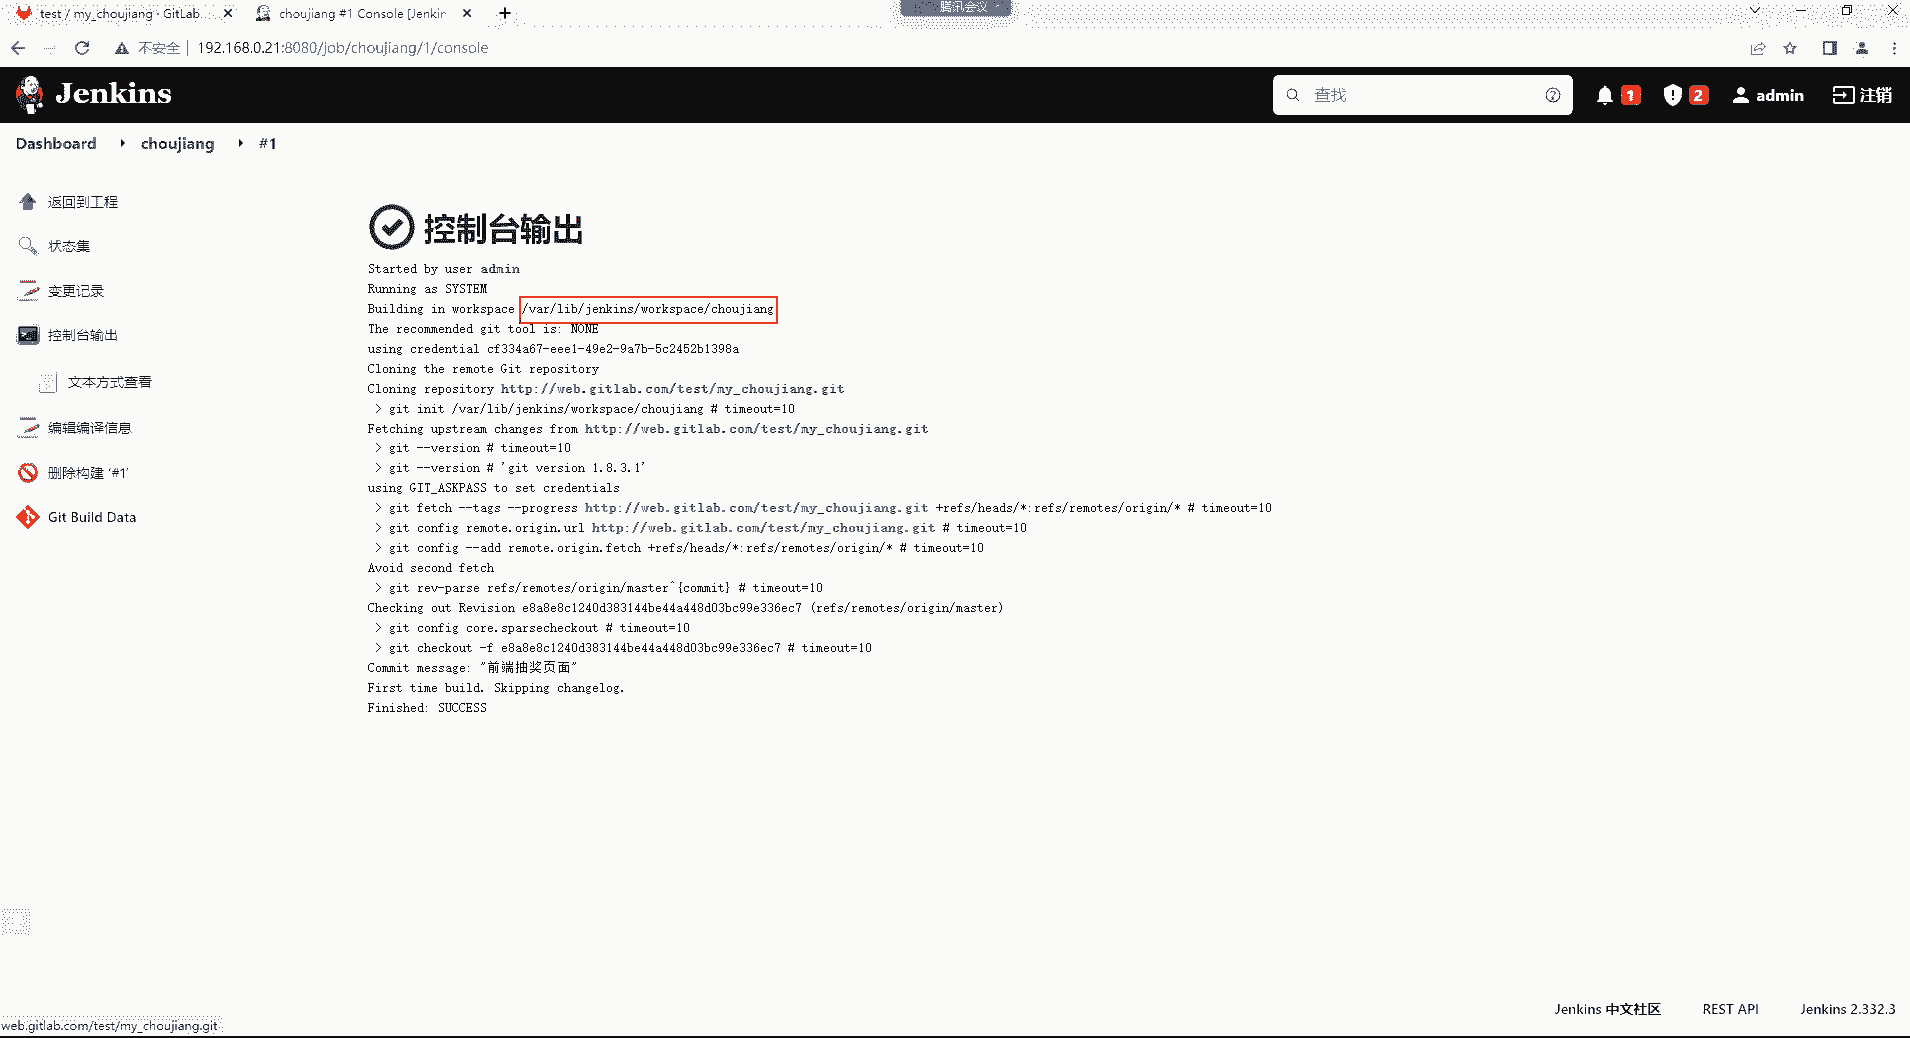 test / my_choujiang · GitLab
choujiang #1 Console [Jenkin
腾讯会议
不安全
192.168.0.21:8080/job/choujiang/1/console
Jenkins
查找
1
2
admin
注销
Dashboard
choujiang
#1
返回到工程
状态集
变更记录
控制台输出
文本方式查看
编辑编译信息
删除构建 '#1'
Git Build Data
控制台输出
Started by user admin
Running as SYSTEM
Building in workspace /var/lib/jenkins/workspace/choujiang
The recommended git tool is: NONE
using credential cf334a67-eee1-49e2-9a7b-5c2452b1398a
Cloning the remote Git repository
Cloning repository http://web.gitlab.com/test/my_choujiang.git
> git init /var/lib/jenkins/workspace/choujiang # timeout=10
Fetching upstream changes from http://web.gitlab.com/test/my_choujiang.git
> git --version # timeout=10
> git --version # 'git version 1.8.3.1'
using GIT_ASKPASS to set credentials
> git fetch --tags --progress http://web.gitlab.com/test/my_choujiang.git +refs/heads/*:refs/remotes/origin/* # timeout=10
> git config remote.origin.url http://web.gitlab.com/test/my_choujiang.git # timeout=10
> git config --add remote.origin.fetch +refs/heads/*:refs/remotes/origin/* # timeout=10
Avoid second fetch
> git rev-parse refs/remotes/origin/master^{commit} # timeout=10
Checking out Revision e8a8e8c1240d383144be44a448d03bc99e336ec7 (refs/remotes/origin/master)
> git config core.sparsecheckout # timeout=10
> git checkout -f e8a8e8c1240d383144be44a448d03bc99e336ec7 # timeout=10
Commit message: "前端抽奖页面"
First time build. Skipping changelog.
Finished: SUCCESS
Jenkins 中文社区
REST API
Jenkins 2.332.3
web.gitlab.com/test/my_choujiang.git